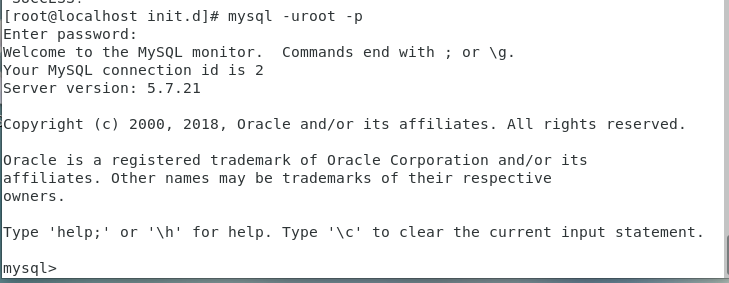 SUCCESS!
[root@localhost init.d]# mysql -uroot -p
Enter password:
Welcome to the MySQL monitor.  Commands end with ; or \g.
Your MySQL connection id is 2
Server version: 5.7.21
Copyright (c) 2000, 2018, Oracle and/or its affiliates. All rights reserved.
Oracle is a registered trademark of Oracle Corporation and/or its
affiliates. Other names may be trademarks of their respective
owners.
Type 'help;' or '\h' for help. Type '\c' to clear the current input statement.
mysql>